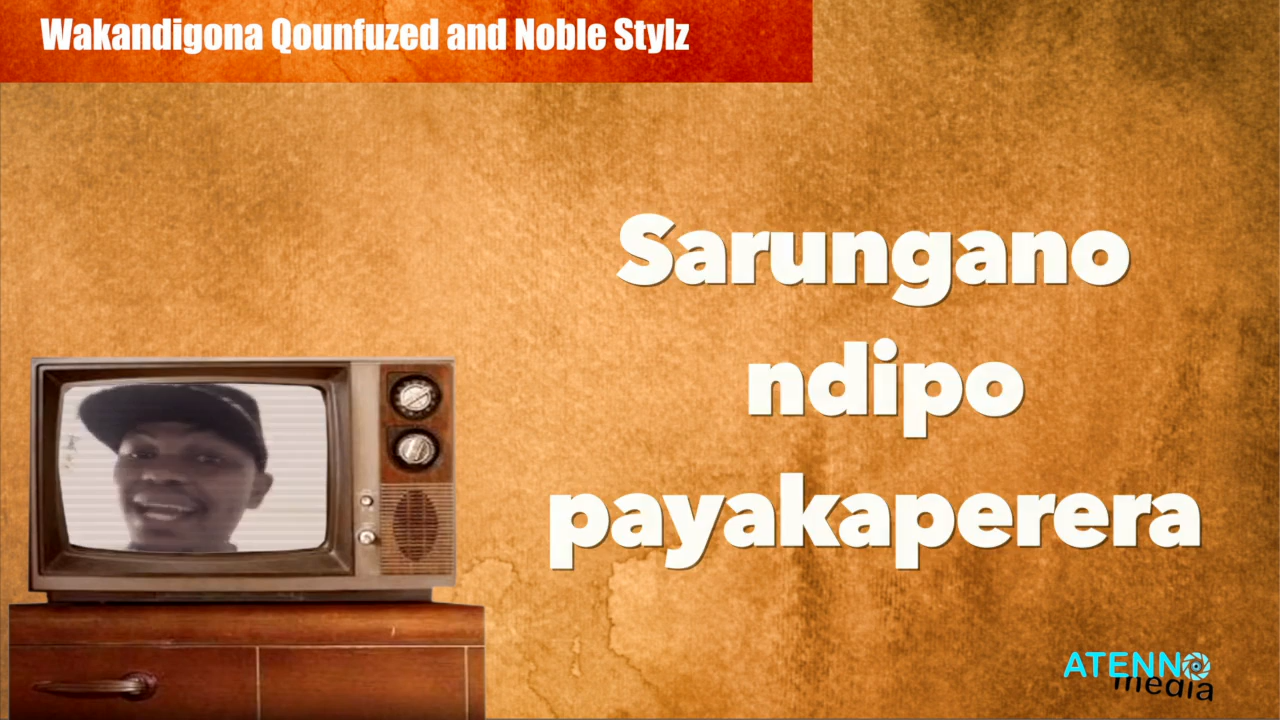 Wakandigona Qounfuzed and Noble Stylz
Sarungano
ndipo
payakaperera
ATENNO
media